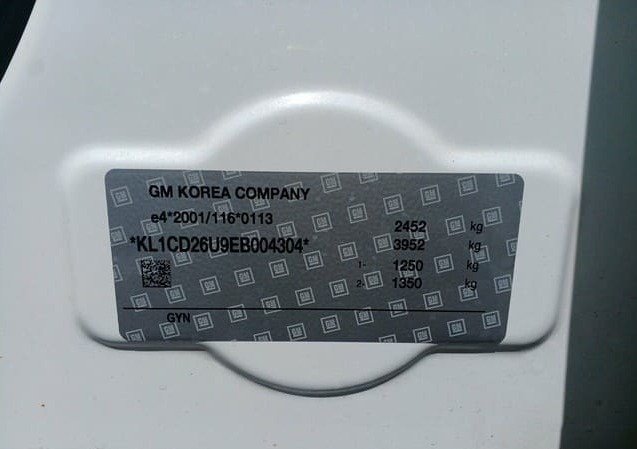 GM KOREA COMPANY
e4*2001/116*0113
2452 kg
*KL1CD26U9EB004304*
3952 kg
1- 1250 kg
2- 1350 kg
GYN